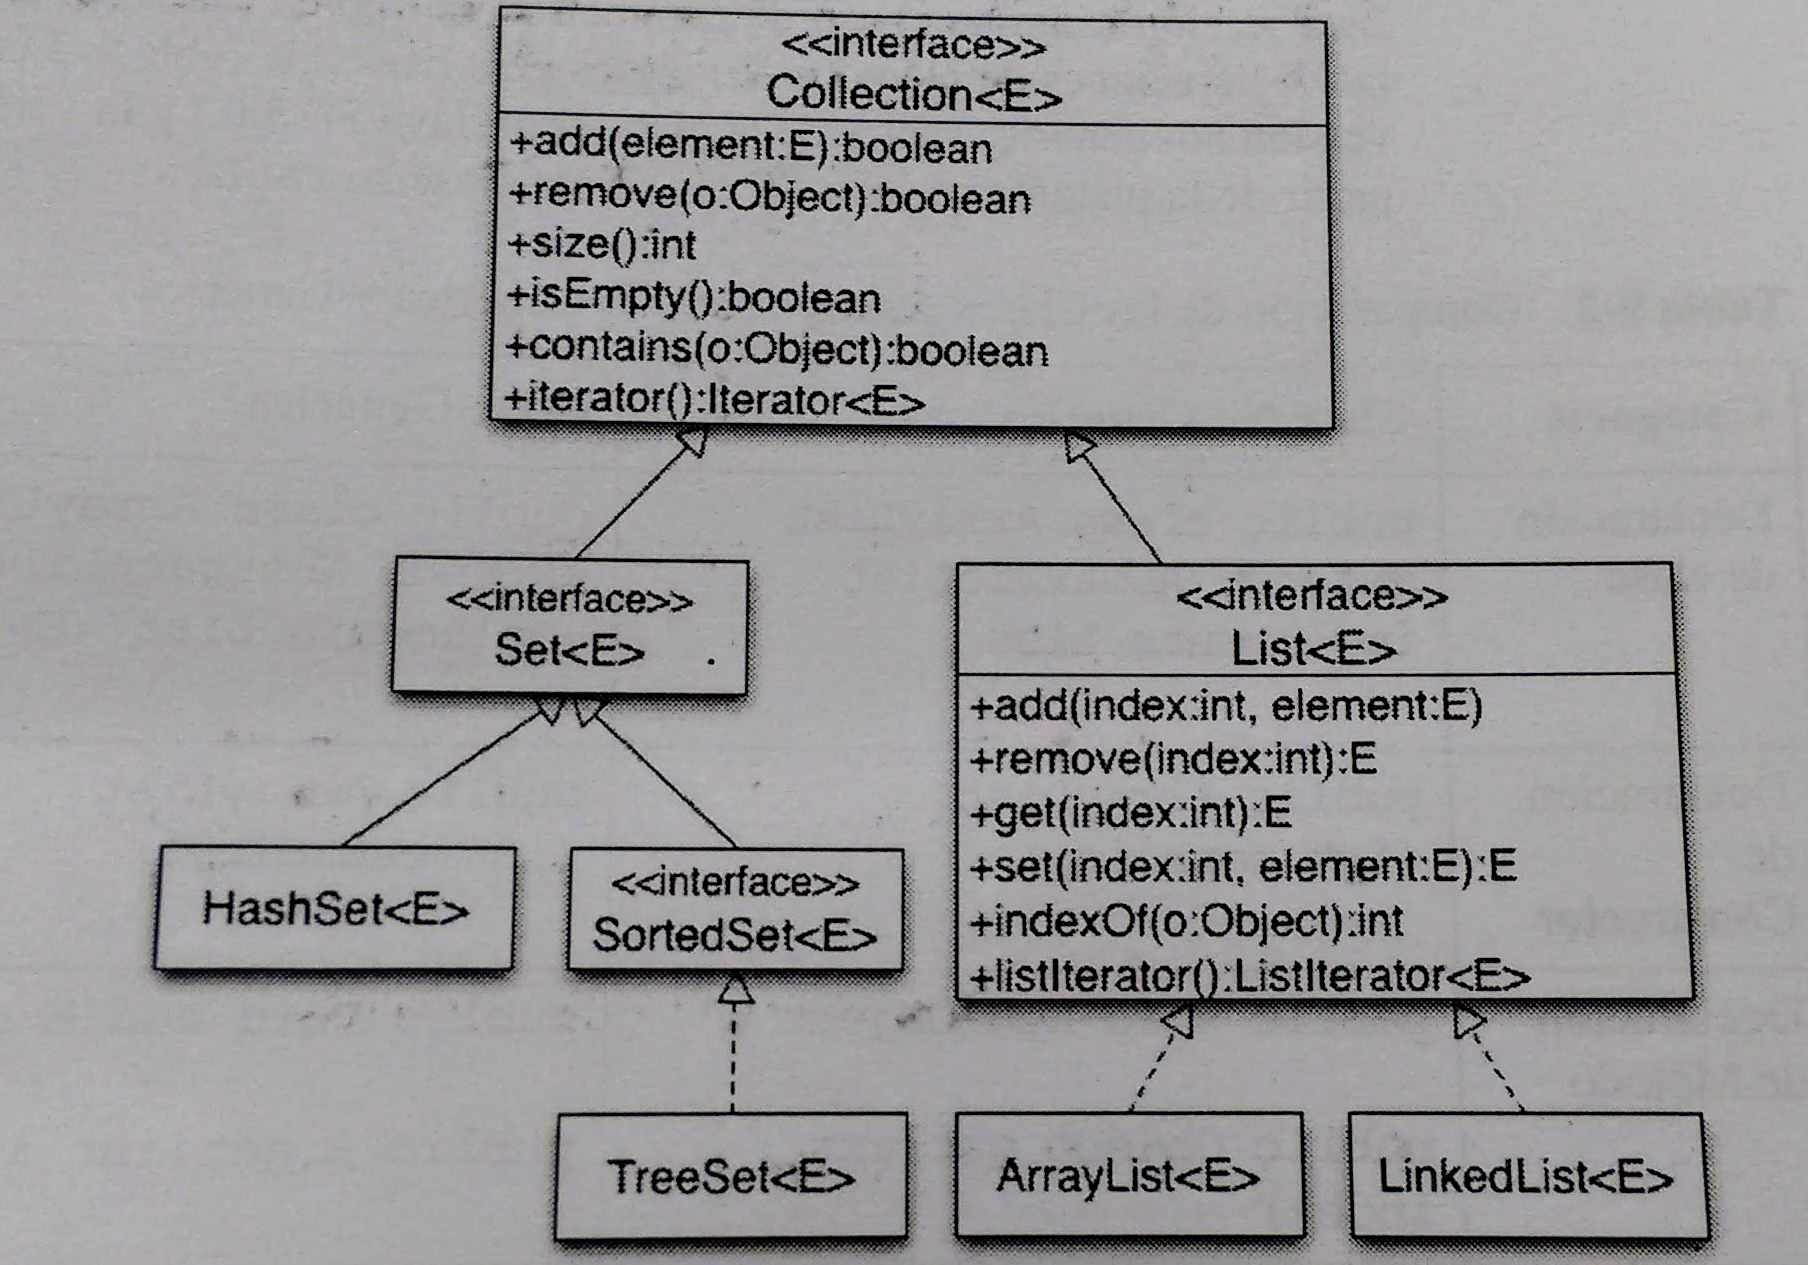 <<interface>>
Collection<E>
+add(element:E):boolean
+remove(o:Object):boolean
+size():int
+isEmpty():boolean
+contains(o:Object):boolean
+iterator():Iterator<E>
<<interface>>
Set<E>
<<interface>>
List<E>
+add(index:int, element:E)
+remove(index:int):E
+get(index:int):E
+set(index:int, element:E):E
+indexOf(o:Object):int
+listIterator():ListIterator<E>
HashSet<E>
<<interface>>
SortedSet<E>
TreeSet<E>
ArrayList<E>
LinkedList<E>